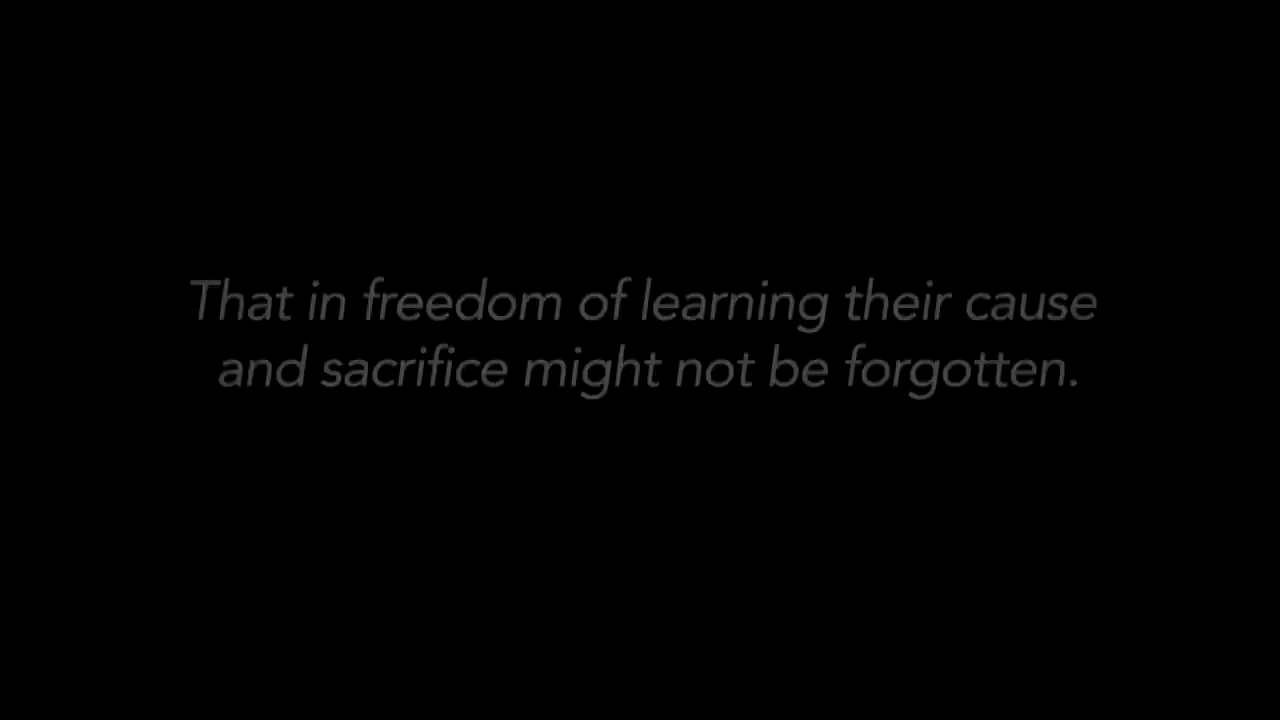 That in freedom of learning their cause
and sacrifice might not be forgotten.